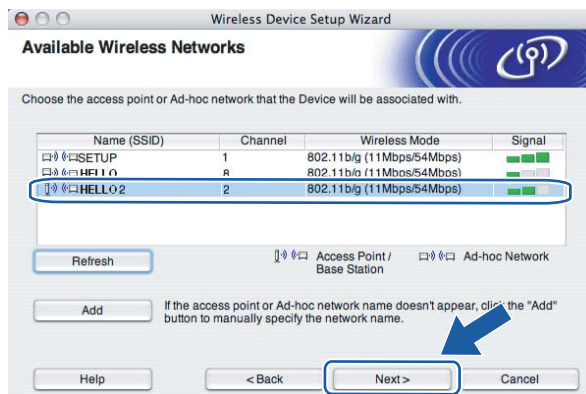 Wireless Device Setup Wizard
Available Wireless Networks
Choose the access point or Ad-hoc network that the Device will be associated with.
Name (SSID) Channel Wireless Mode Signal
SETUP 1 802.11b/g (11Mbps/54Mbps)
HELLO 8 802.11b/g (11Mbps/54Mbps)
HELLO2 2 802.11b/g (11Mbps/54Mbps)
Refresh Access Point / Ad-hoc Network
Base Station
Add If the access point or Ad-hoc network name doesn't appear, click the "Add"
button to manually specify the network name.
Help < Back Next > Cancel